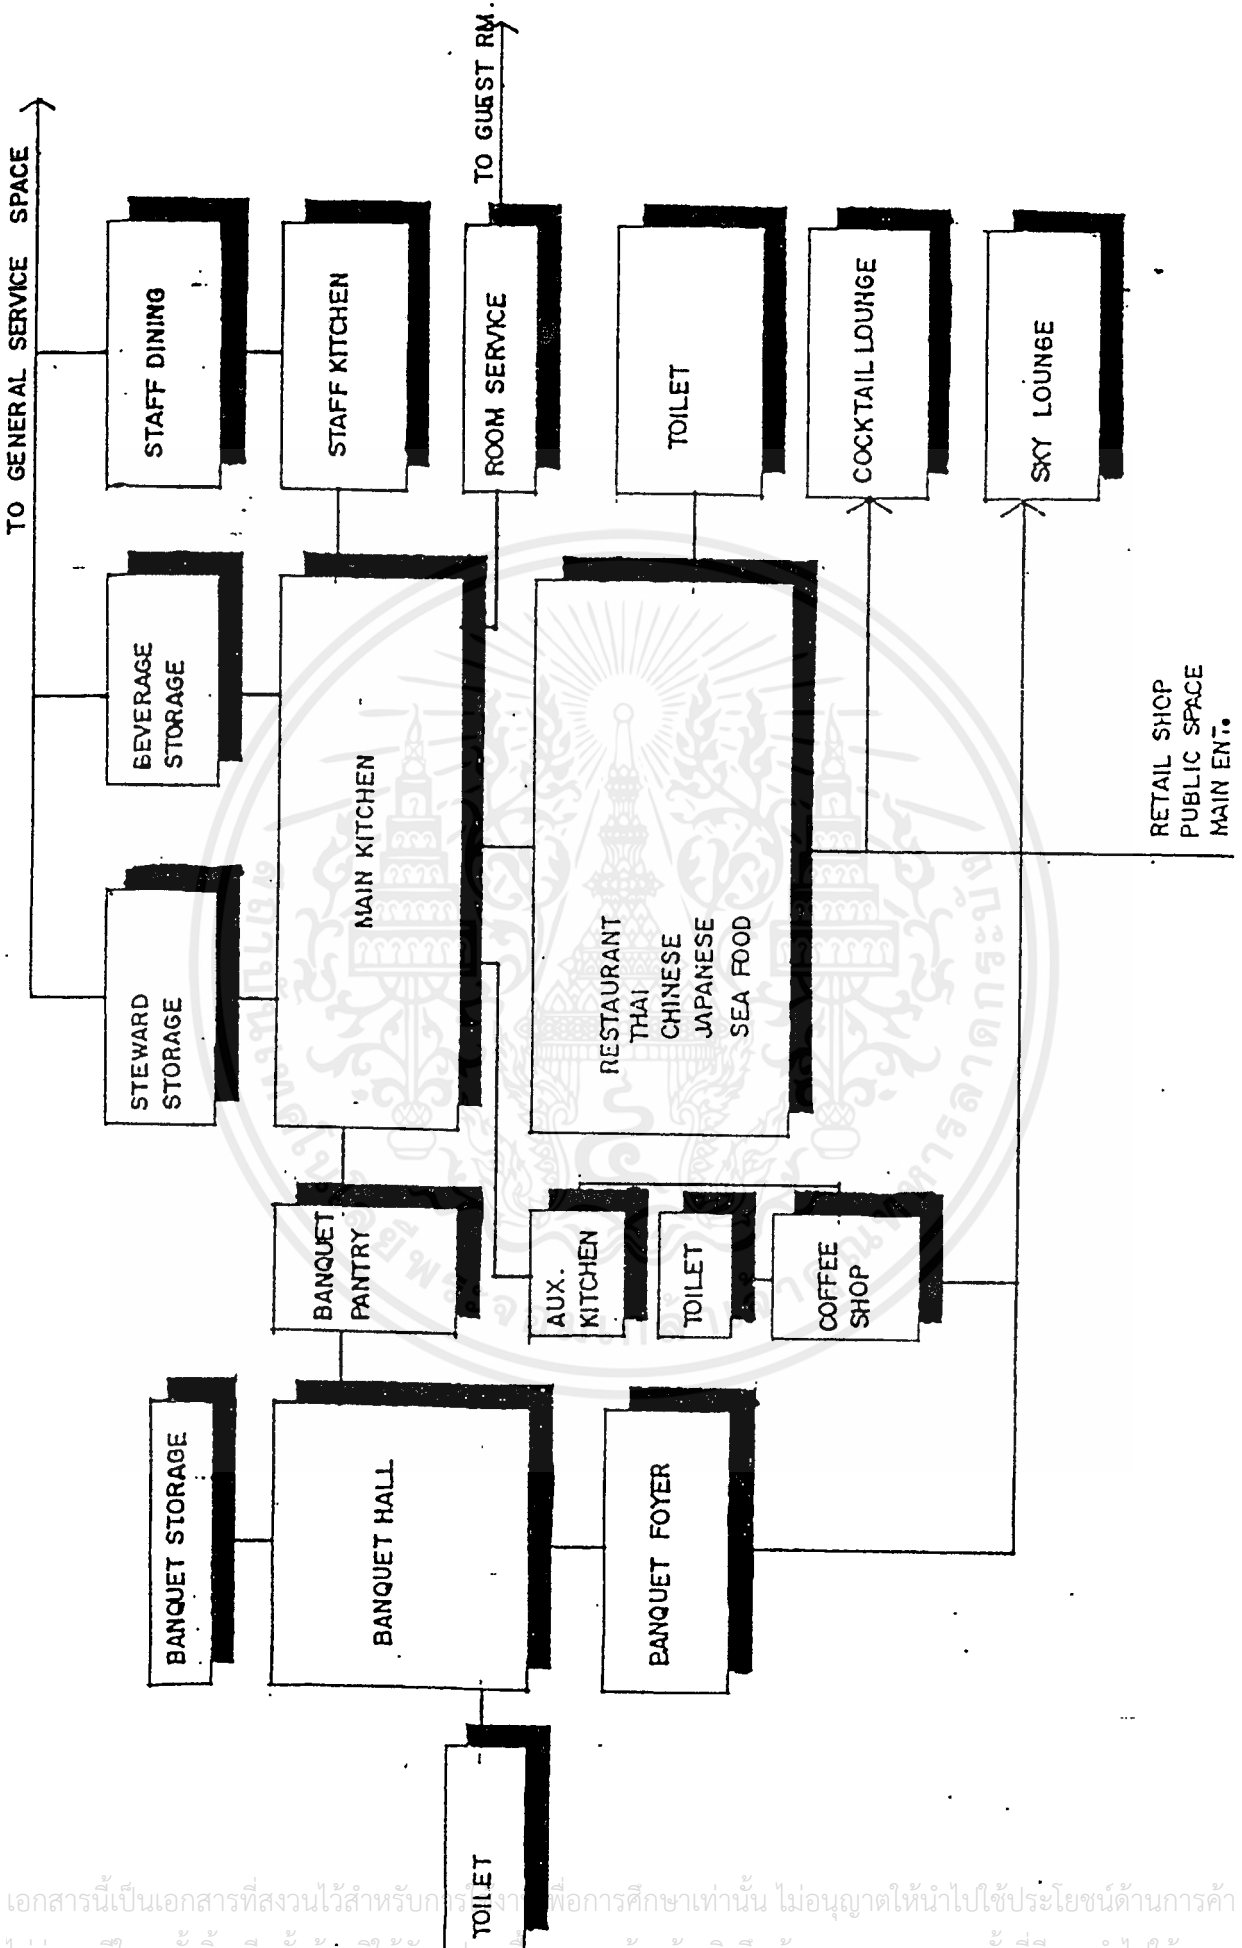 TO GENERAL SERVICE SPACE
TO GUEST RM.
STEWARD
STORAGE
BEVERAGE
STORAGE
STAFF DINING
BANQUET STORAGE
BANQUET HALL
BANQUET
PANTRY
MAIN KITCHEN
STAFF KITCHEN
ROOM SERVICE
TOILET
BANQUET FOYER
AUX.
KITCHEN
TOILET
COFFEE
SHOP
RESTAURANT
THAI
CHINESE
JAPANESE
SEA FOOD
TOILET
COCKTAIL LOUNGE
SKY LOUNGE
RETAIL SHOP
PUBLIC SPACE
MAIN ENT.
เอกสารนี้เป็นเอกสารที่สงวนไว้สำหรับการใช้งานเพื่อการศึกษาเท่านั้น ไม่อนุญาตให้นำไปใช้ประโยชน์ด้านการค้า